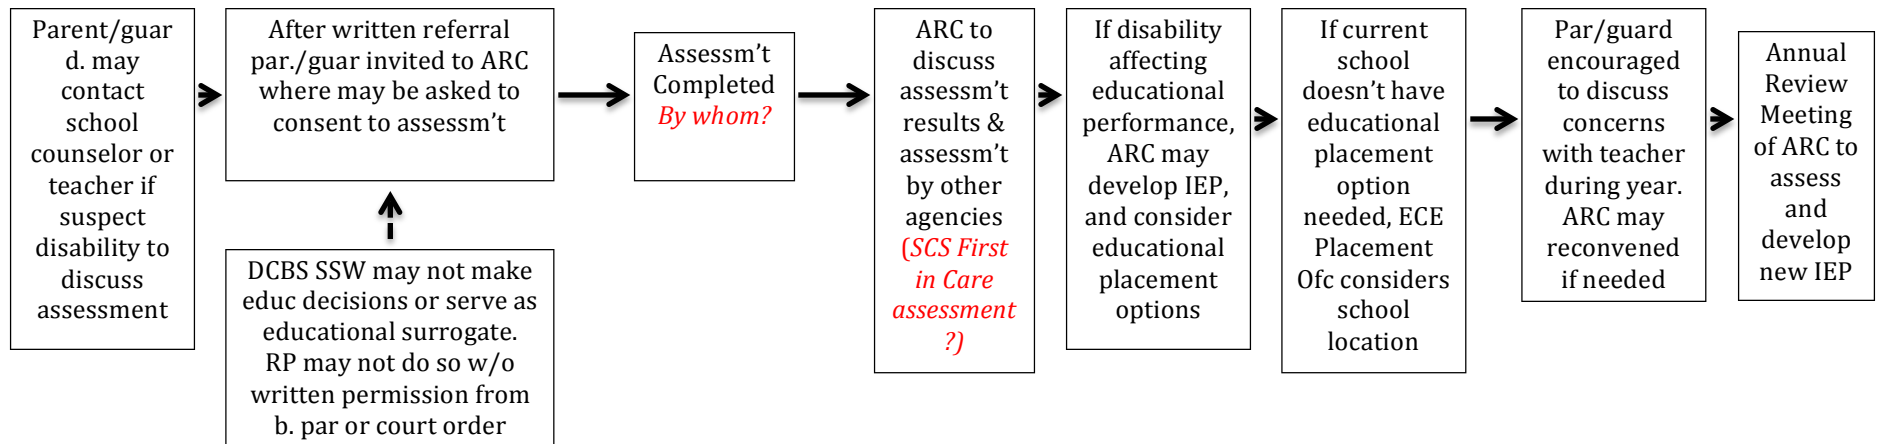 Parent/guar
d. may
contact
school
counselor or
teacher if
suspect
disability to
discuss
assessment
After written referral
par./guar invited to ARC
where may be asked to
consent to assessm’t
DCBS SSW may not make
educ decisions or serve as
educational surrogate.
RP may not do so w/o
written permission from
b. par or court order
Assessm’t
Completed
By whom?
ARC to
discuss
assessm’t
results &
assessm’t
by other
agencies
(SCS First
in Care
assessment
?)
If disability
affecting
educational
performance,
ARC may
develop IEP,
and consider
educational
placement
options
If current
school
doesn’t have
educational
placement
option
needed, ECE
Placement
Ofc considers
school
location
Par/guard
encouraged
to discuss
concerns
with teacher
during year.
ARC may
reconvened
if needed
Annual
Review
Meeting
of ARC to
assess
and
develop
new IEP